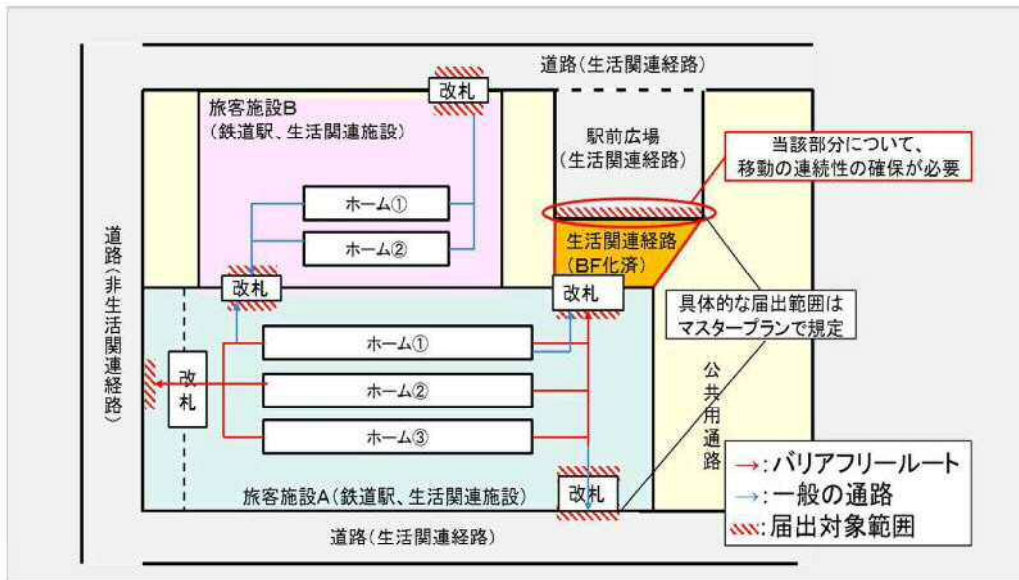 道路(生活関連経路)
改札
旅客施設B
(鉄道駅、生活関連施設)
駅前広場
(生活関連経路)
当該部分について、
移動の連続性の確保が必要
ホーム①
ホーム②
生活関連経路
(BF化済)
道路(非生活関連経路)
改札
改札
具体的な届出範囲は
マスタープランで規定
ホーム①
ホーム②
ホーム③
改札
公共用通路
旅客施設A(鉄道駅、生活関連施設)
改札
道路(生活関連経路)
→:バリアフリールート
→:一般の通路
:届出対象範囲